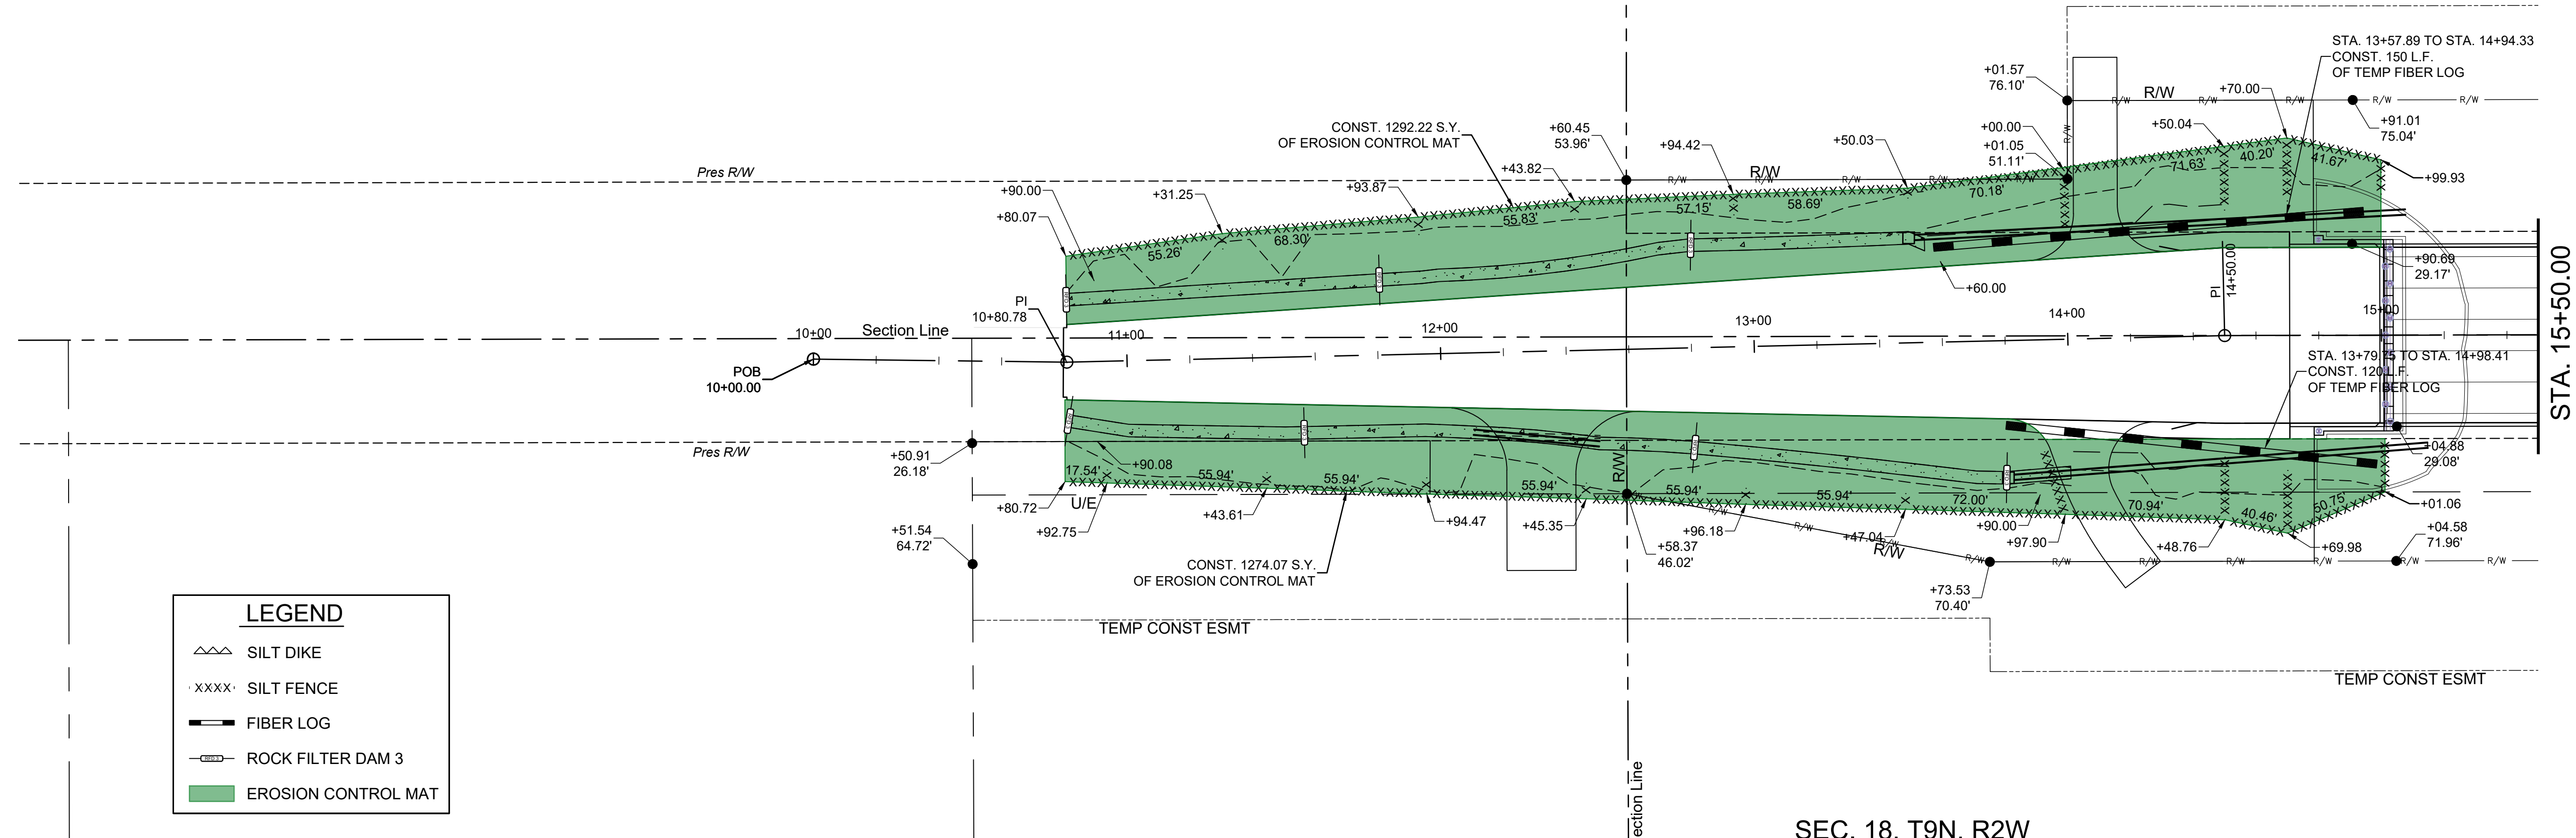 STA. 13+57.89 TO STA. 14+94.33
CONST. 150 L.F.
OF TEMP FIBER LOG
+01.57
76.10'
R/W
+70.00
R/W
R/W
R/W
R/W
R/W
+91.01
75.04'
CONST. 1292.22 S.Y.
OF EROSION CONTROL MAT
+60.45
53.96'
+94.42
+50.03
+00.00
+01.05
51.11'
R/W
+50.04
Pres R/W
+90.00
+80.07
+31.25
+93.87
+43.82
R/W
R/W
R/W
R/W
R/W
R/W
+99.93
55.26'
68.30'
55.83'
57.15'
58.69'
70.18'
71.63'
40.20'
41.67'
+90.69
29.17'
+60.00
PI
10+80.78
PI
14+50.00
10+00
Section Line
11+00
12+00
13+00
14+00
15+00
STA. 15+50.00
POB
10+00.00
STA. 13+79.75 TO STA. 14+98.41
CONST. 120 L.F.
OF TEMP FIBER LOG
Pres R/W
+50.91
26.18'
+04.88
29.08'
+90.08
17.54'
55.94'
55.94'
55.94'
55.94'
55.94'
72.00'
70.94'
40.46'
50.75'
R/W
U/E
+80.72
+92.75
+43.61
+94.47
+45.35
+58.37
46.02'
+96.18
+47.04
+90.00
+97.90
+48.76
+69.98
+01.06
+04.58
71.96'
R/W
R/W
R/W
R/W
R/W
R/W
R/W
R/W
R/W
R/W
R/W
+51.54
64.72'
CONST. 1274.07 S.Y.
OF EROSION CONTROL MAT
+73.53
70.40'
TEMP CONST ESMT
TEMP CONST ESMT
LEGEND
SILT DIKE
XXXX SILT FENCE
FIBER LOG
RFD 3 ROCK FILTER DAM 3
EROSION CONTROL MAT
ection Line
SEC. 18, T9N, R2W